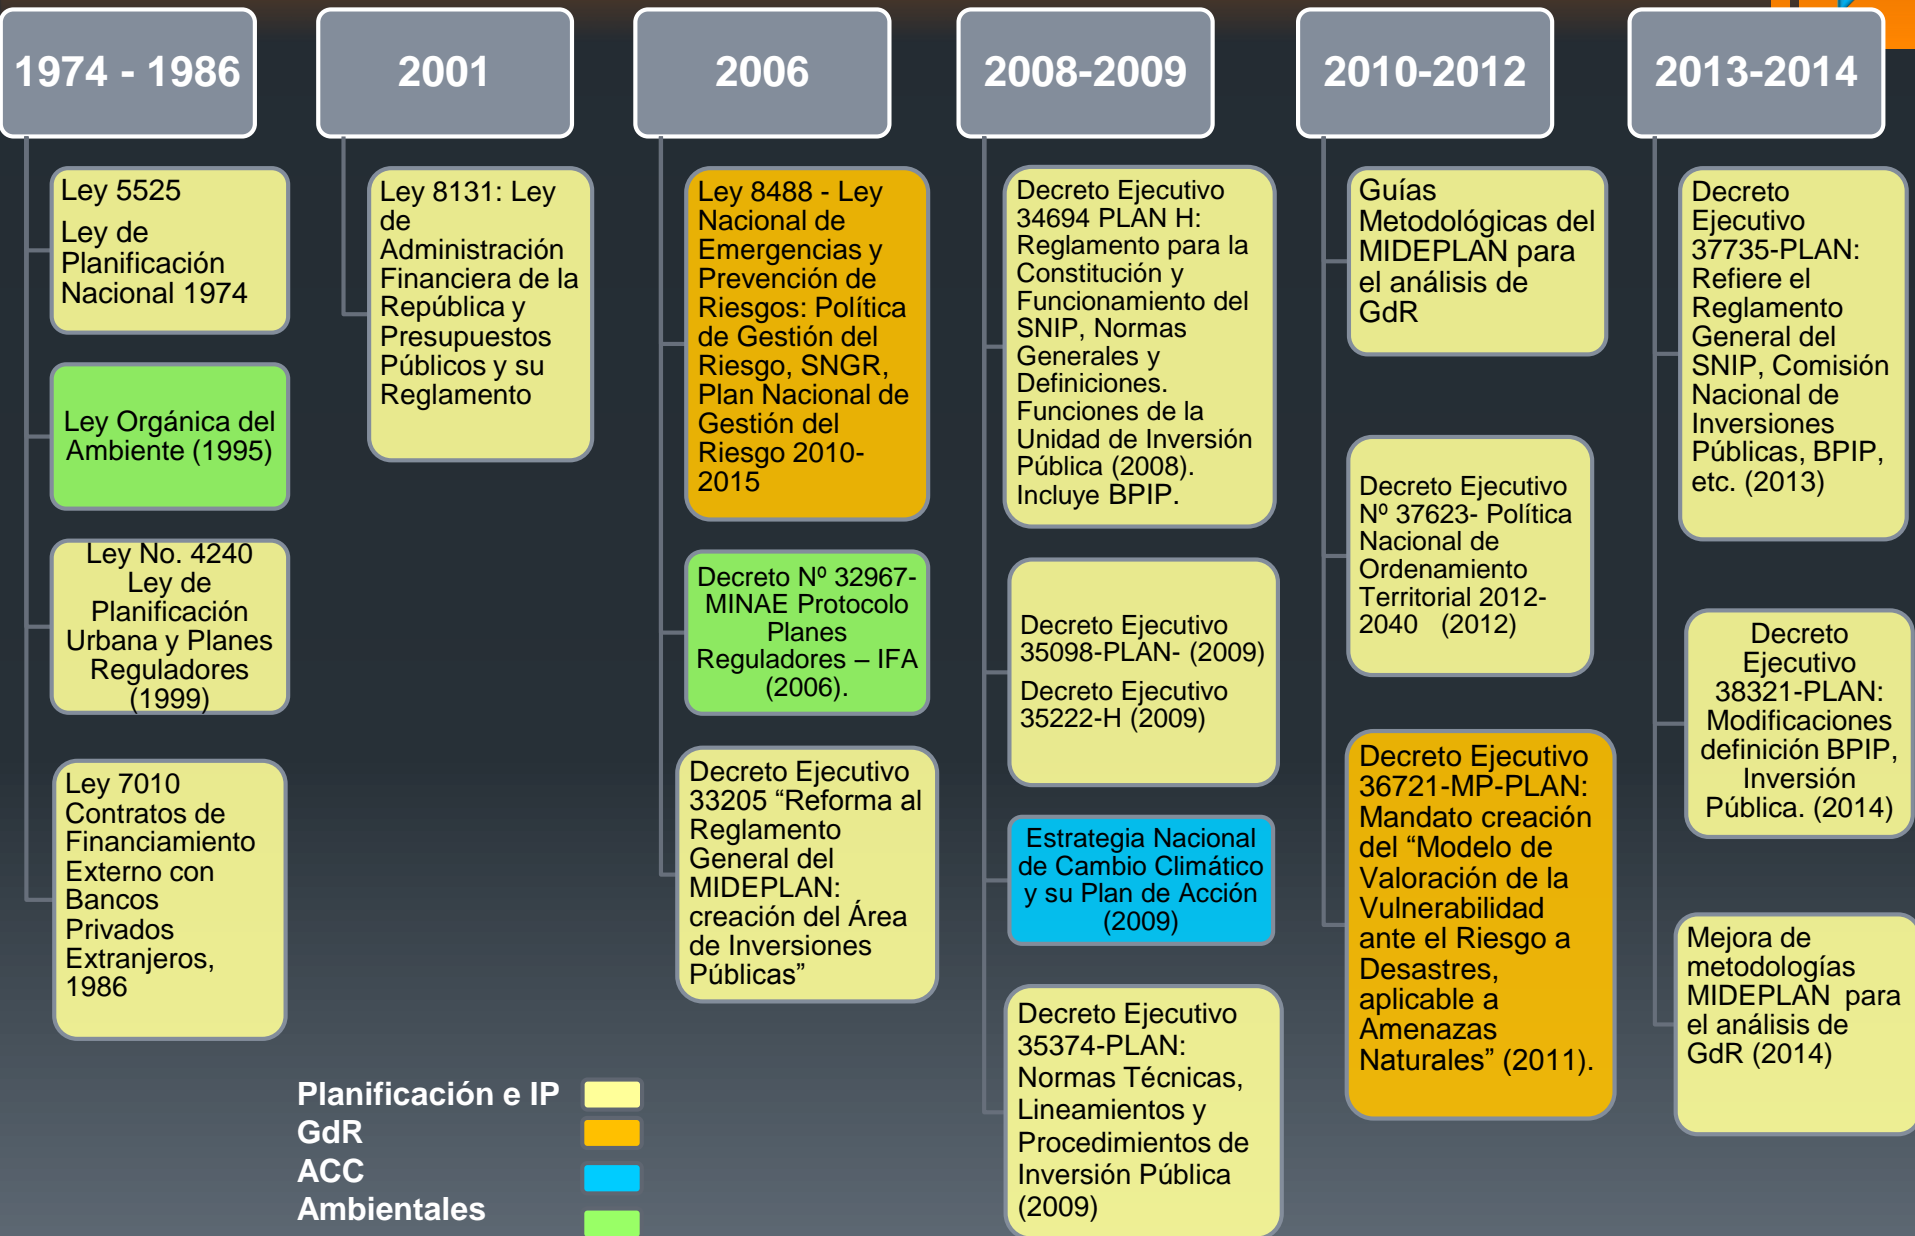 1974 - 1986
Ley 5525
Ley de
Planificación
Nacional 1974
Ley Orgánica del
Ambiente (1995)
Ley No. 4240
Ley de
Planificación
Urbana y Planes
Reguladores
(1999)
Ley 7010
Contratos de
Financiamiento
Externo con
Bancos
Privados
Extranjeros,
1986
2001
Ley 8131: Ley
de
Administración
Financiera de la
República y
Presupuestos
Públicos y su
Reglamento
2006
Ley 8488 - Ley
Nacional de
Emergencias y
Prevención de
Riesgos: Política
de Gestión del
Riesgo, SNGR,
Plan Nacional de
Gestión del
Riesgo 2010-
2015
Decreto Nº 32967-
MINAE Protocolo
Planes
Reguladores – IFA
(2006).
Decreto Ejecutivo
33205 “Reforma al
Reglamento
General del
MIDEPLAN:
creación del Área
de Inversiones
Públicas”
2008-2009
Decreto Ejecutivo
34694 PLAN H:
Reglamento para la
Constitución y
Funcionamiento del
SNIP, Normas
Generales y
Definiciones.
Funciones de la
Unidad de Inversión
Pública (2008).
Incluye BPIP.
Decreto Ejecutivo
35098-PLAN- (2009)
Decreto Ejecutivo
35222-H (2009)
Estrategia Nacional
de Cambio Climático
y su Plan de Acción
(2009)
Decreto Ejecutivo
35374-PLAN:
Normas Técnicas,
Lineamientos y
Procedimientos de
Inversión Pública
(2009)
2010-2012
Guías
Metodológicas del
MIDEPLAN para
el análisis de
GdR
Decreto Ejecutivo
Nº 37623- Política
Nacional de
Ordenamiento
Territorial 2012-
2040 (2012)
Decreto Ejecutivo
36721-MP-PLAN:
Mandato creación
del “Modelo de
Valoración de la
Vulnerabilidad
ante el Riesgo a
Desastres,
aplicable a
Amenazas
Naturales” (2011).
2013-2014
Decreto
Ejecutivo
37735-PLAN:
Refiere el
Reglamento
General del
SNIP, Comisión
Nacional de
Inversiones
Públicas, BPIP,
etc. (2013)
Decreto
Ejecutivo
38321-PLAN:
Modificaciones
definición BPIP,
Inversión
Pública. (2014)
Mejora de
metodologías
MIDEPLAN para
el análisis de
GdR (2014)
Planificación e IP
GdR
ACC
Ambientales